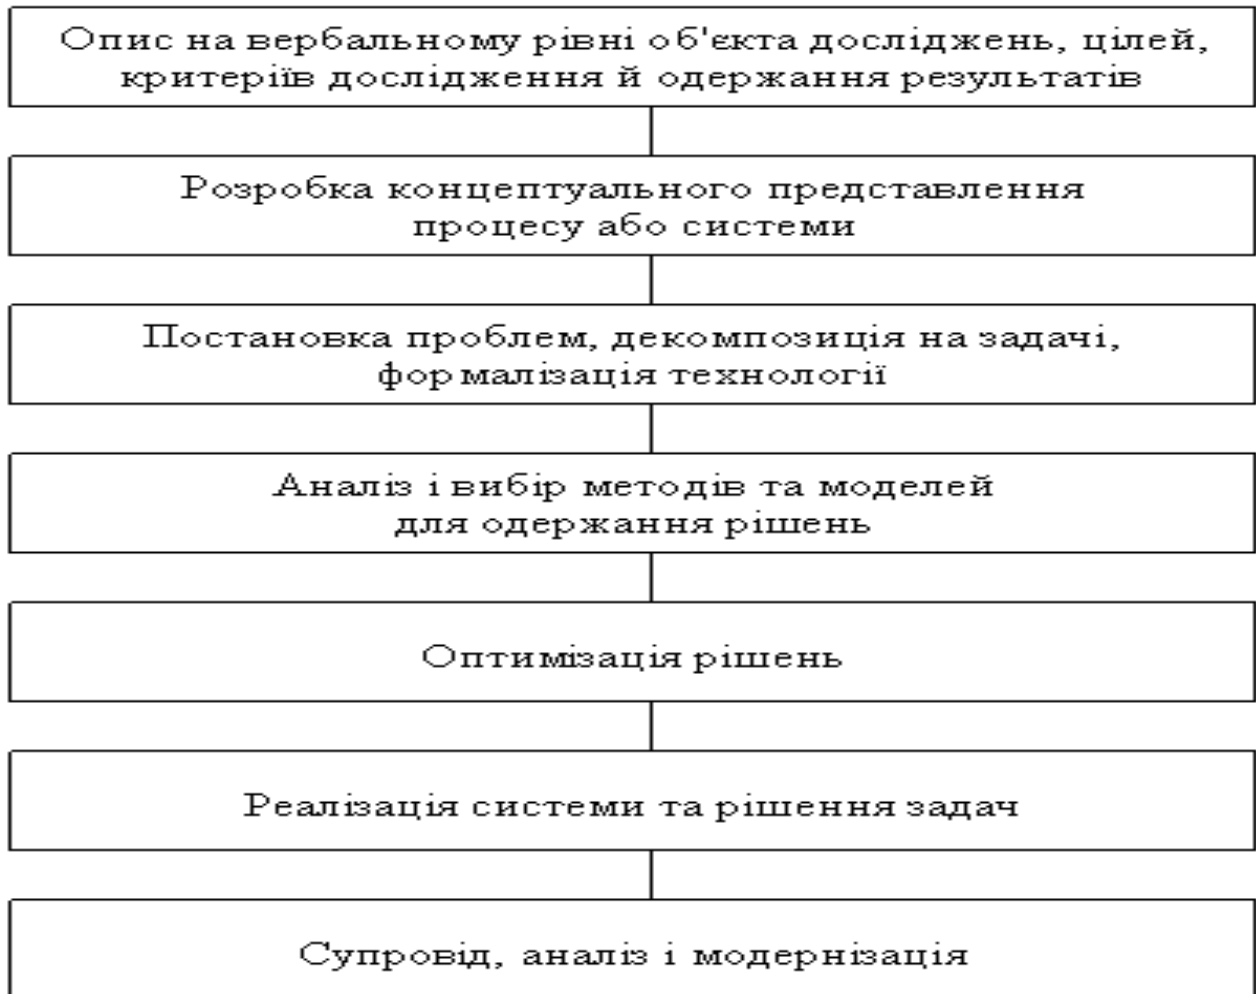 Опис на вербальному рівні об'єкта досліджень, цілей,
критеріїв дослідження й одержання результатів
Розробка концептуального представлення
процесу або системи
Постановка проблем, декомпозиція на задачі,
формалізація технології
Аналіз і вибір методів та моделей
для одержання рішень
Оптимізація рішень
Реалізація системи та рішення задач
Супровід, аналіз і модернізація